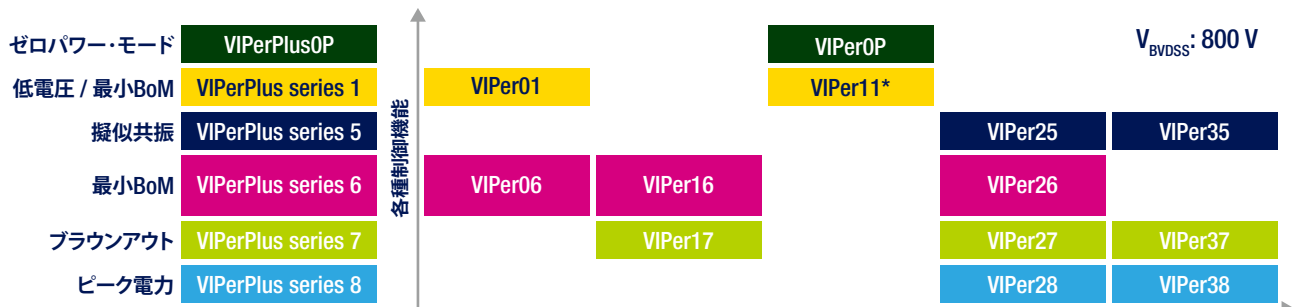 ゼロパワー・モード VIPerPlus0P VIPer0P V_BVDSS: 800 V
低電圧 / 最小BoM VIPerPlus series 1 VIPer01 VIPer11*
擬似共振 VIPerPlus series 5 VIPer25 VIPer35
最小BoM VIPerPlus series 6 VIPer06 VIPer16 VIPer26
ブラウンアウト VIPerPlus series 7 VIPer17 VIPer27 VIPer37
ピーク電力 VIPerPlus series 8 VIPer28 VIPer38
各種制御機能